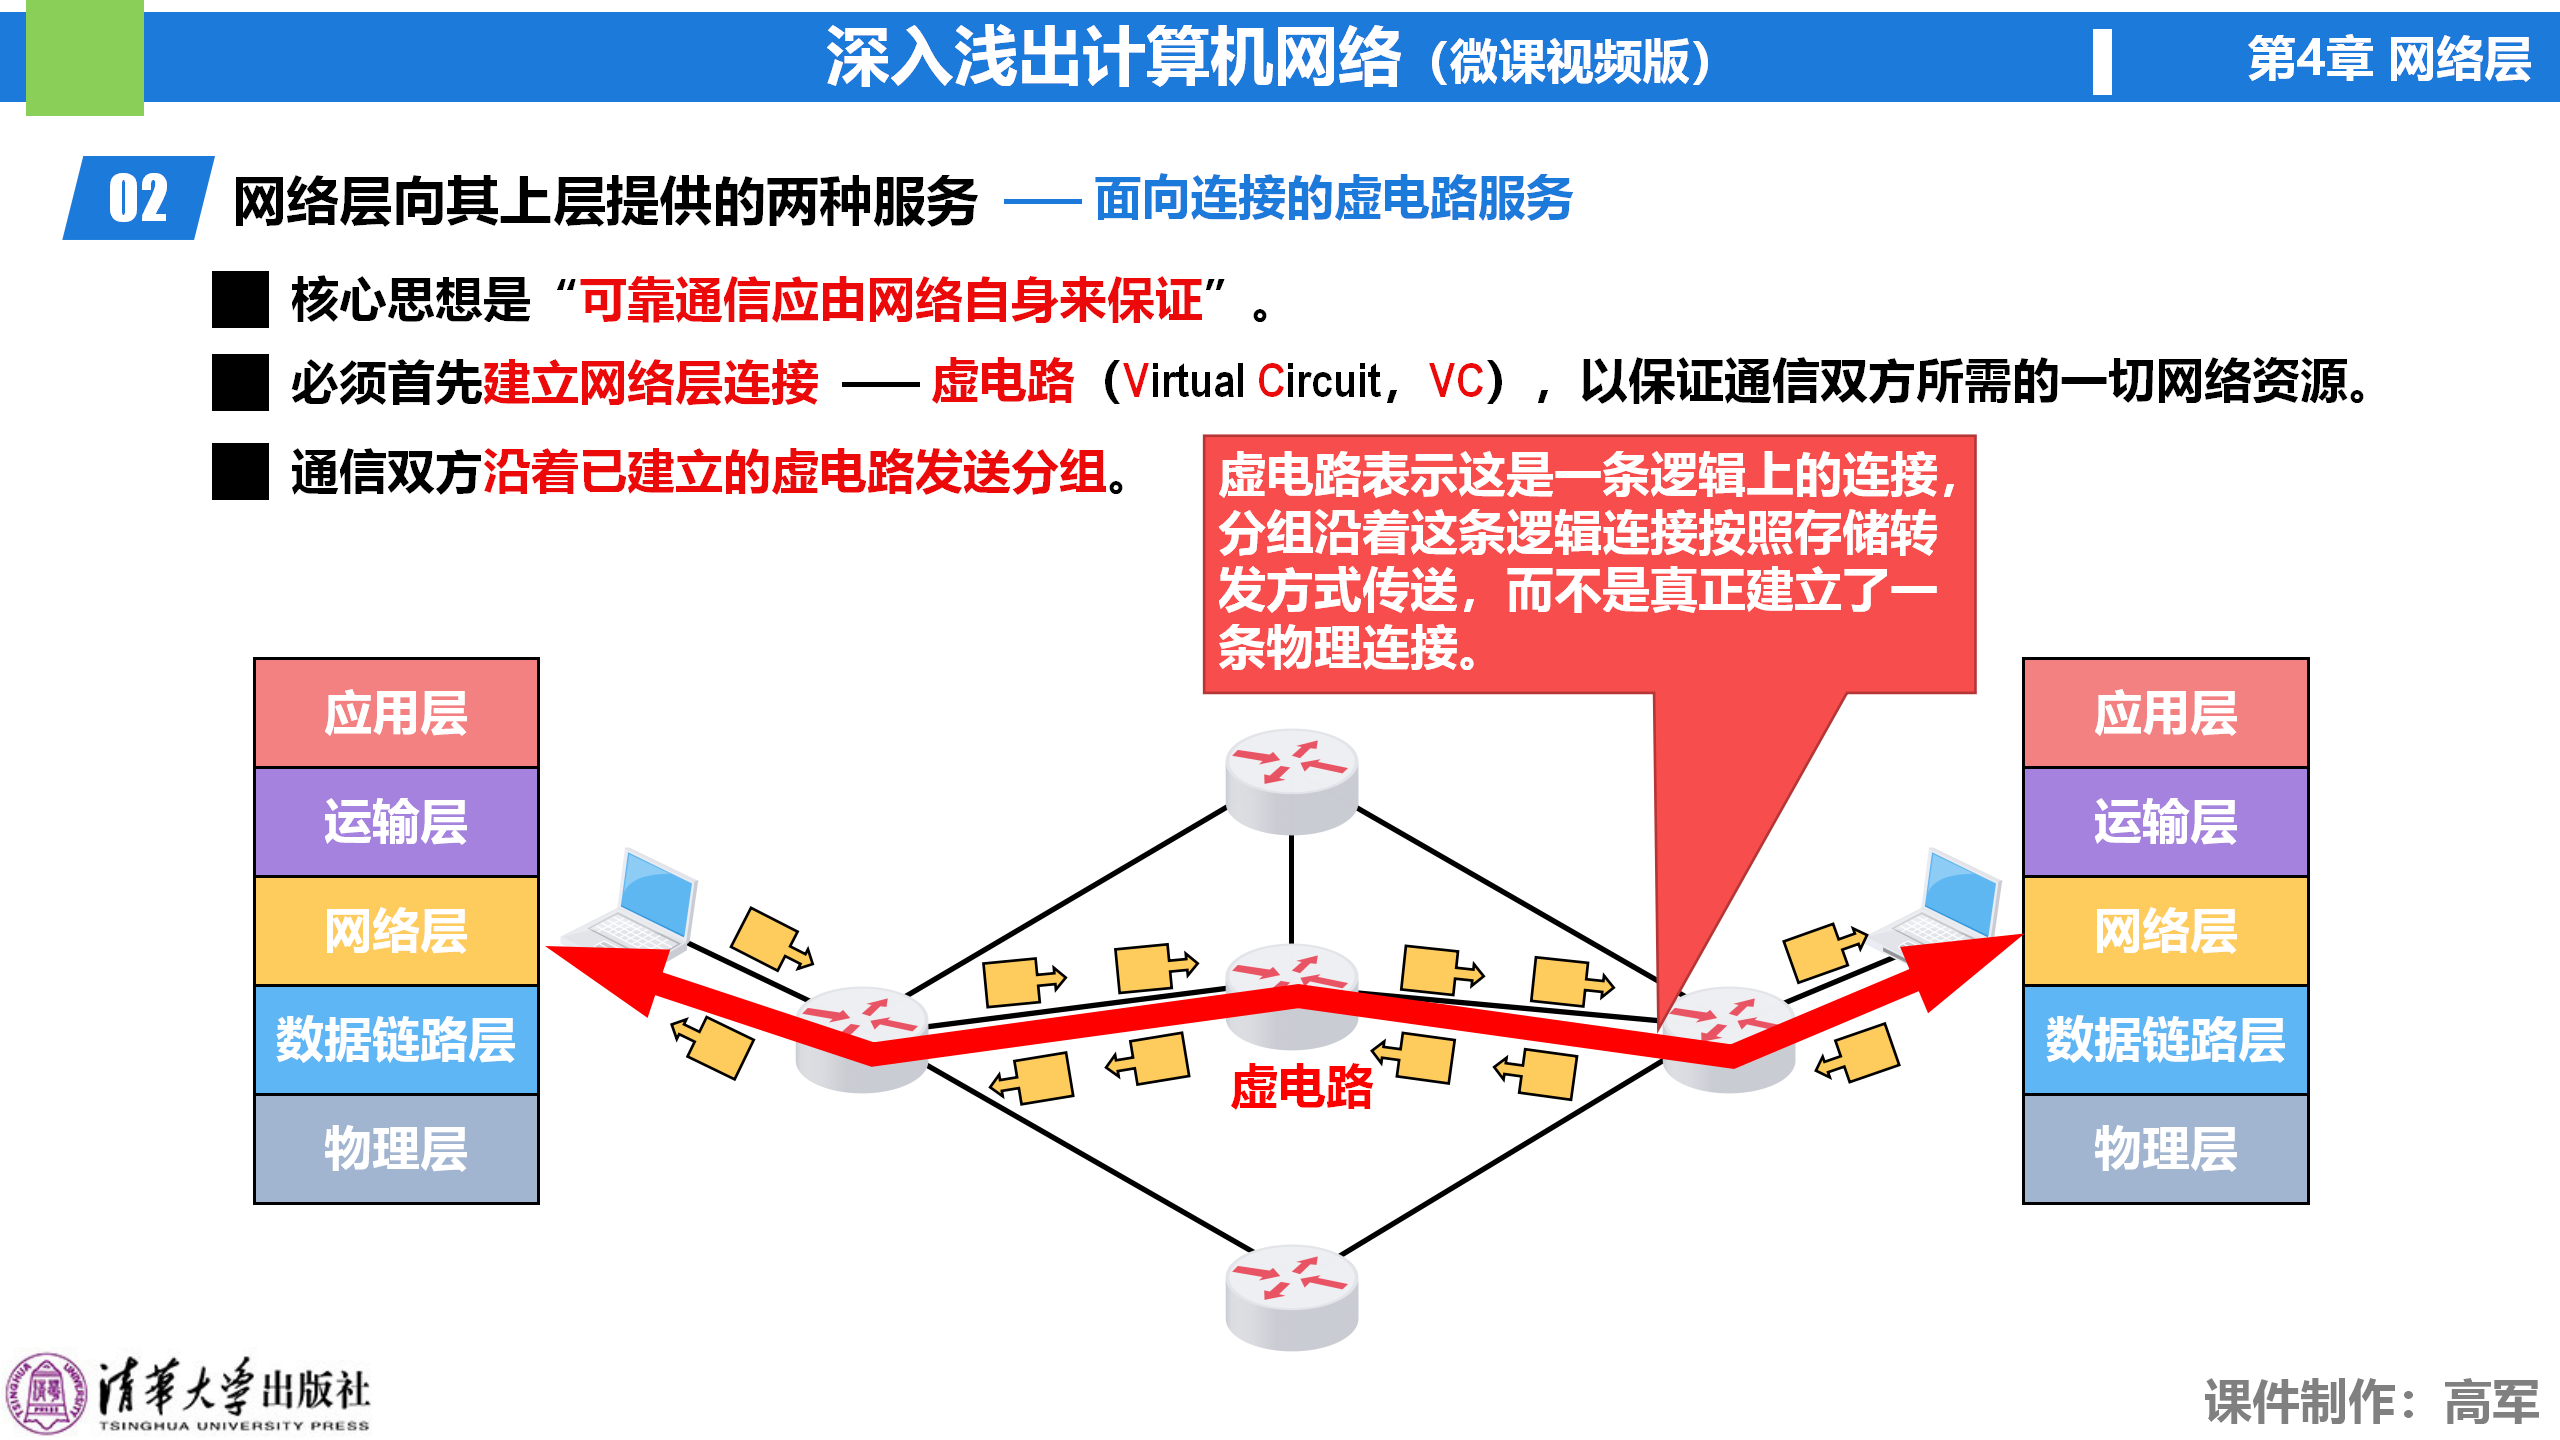 深入浅出计算机网络（微课视频版）
第4章 网络层
02 网络层向其上层提供的两种服务 —— 面向连接的虚电路服务
核心思想是“可靠通信应由网络自身来保证”。
必须首先建立网络层连接 —— 虚电路（Virtual Circuit，VC），以保证通信双方所需的一切网络资源。
通信双方沿着已建立的虚电路发送分组。
虚电路表示这是一条逻辑上的连接，
分组沿着这条逻辑连接按照存储转
发方式传送，而不是真正建立了一
条物理连接。
应用层
运输层
网络层
数据链路层
物理层
虚电路
应用层
运输层
网络层
数据链路层
物理层
清华大学出版社
TSINGHUA UNIVERSITY PRESS
课件制作：高军